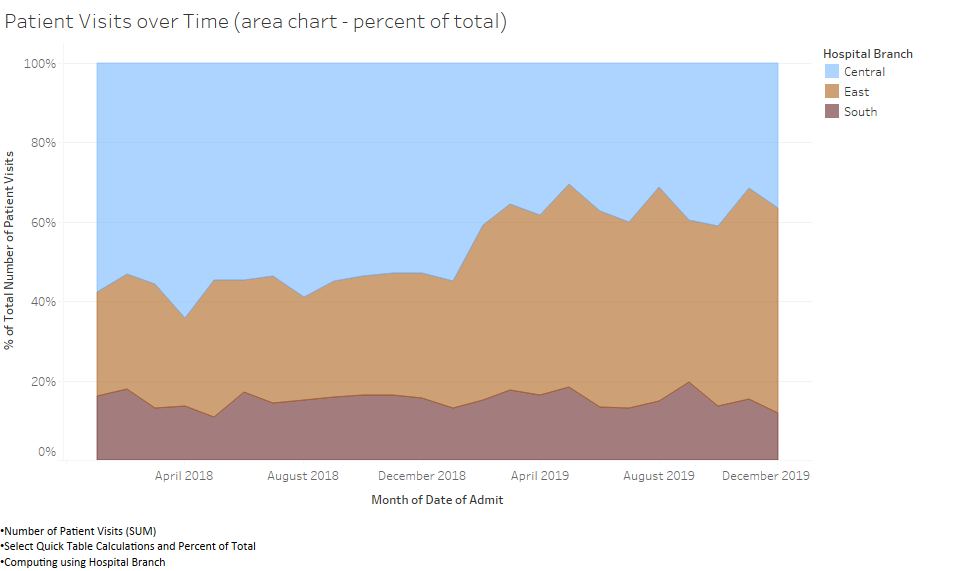 Patient Visits over Time (area chart - percent of total)
Hospital Branch
Central
East
South
% of Total Number of Patient Visits
100%
80%
60%
40%
20%
0%
April 2018 August 2018 December 2018 April 2019 August 2019 December 2019
Month of Date of Admit
•Number of Patient Visits (SUM)
•Select Quick Table Calculations and Percent of Total
•Computing using Hospital Branch